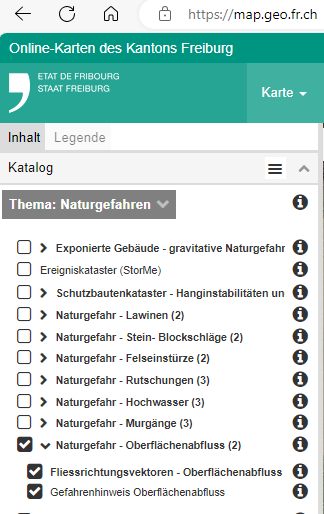 https://map.geo.fr.ch
Online-Karten des Kantons Freiburg
ETAT DE FRIBOURG
STAAT FREIBURG
Karte
Inhalt Legende
Katalog
Thema: Naturgefahren
Exponierte Gebäude - gravitative Naturgefahr
Ereigniskataster (StorMe)
Schutzbautenkataster - Hanginstabilitäten un
Naturgefahr - Lawinen (2)
Naturgefahr - Stein- Blockschläge (2)
Naturgefahr - Felseinstürze (2)
Naturgefahr - Rutschungen (3)
Naturgefahr - Hochwasser (3)
Naturgefahr - Murgänge (3)
Naturgefahr - Oberflächenabfluss (2)
Fliessrichtungsvektoren - Oberflächenabfluss
Gefahrenhinweis Oberflächenabfluss